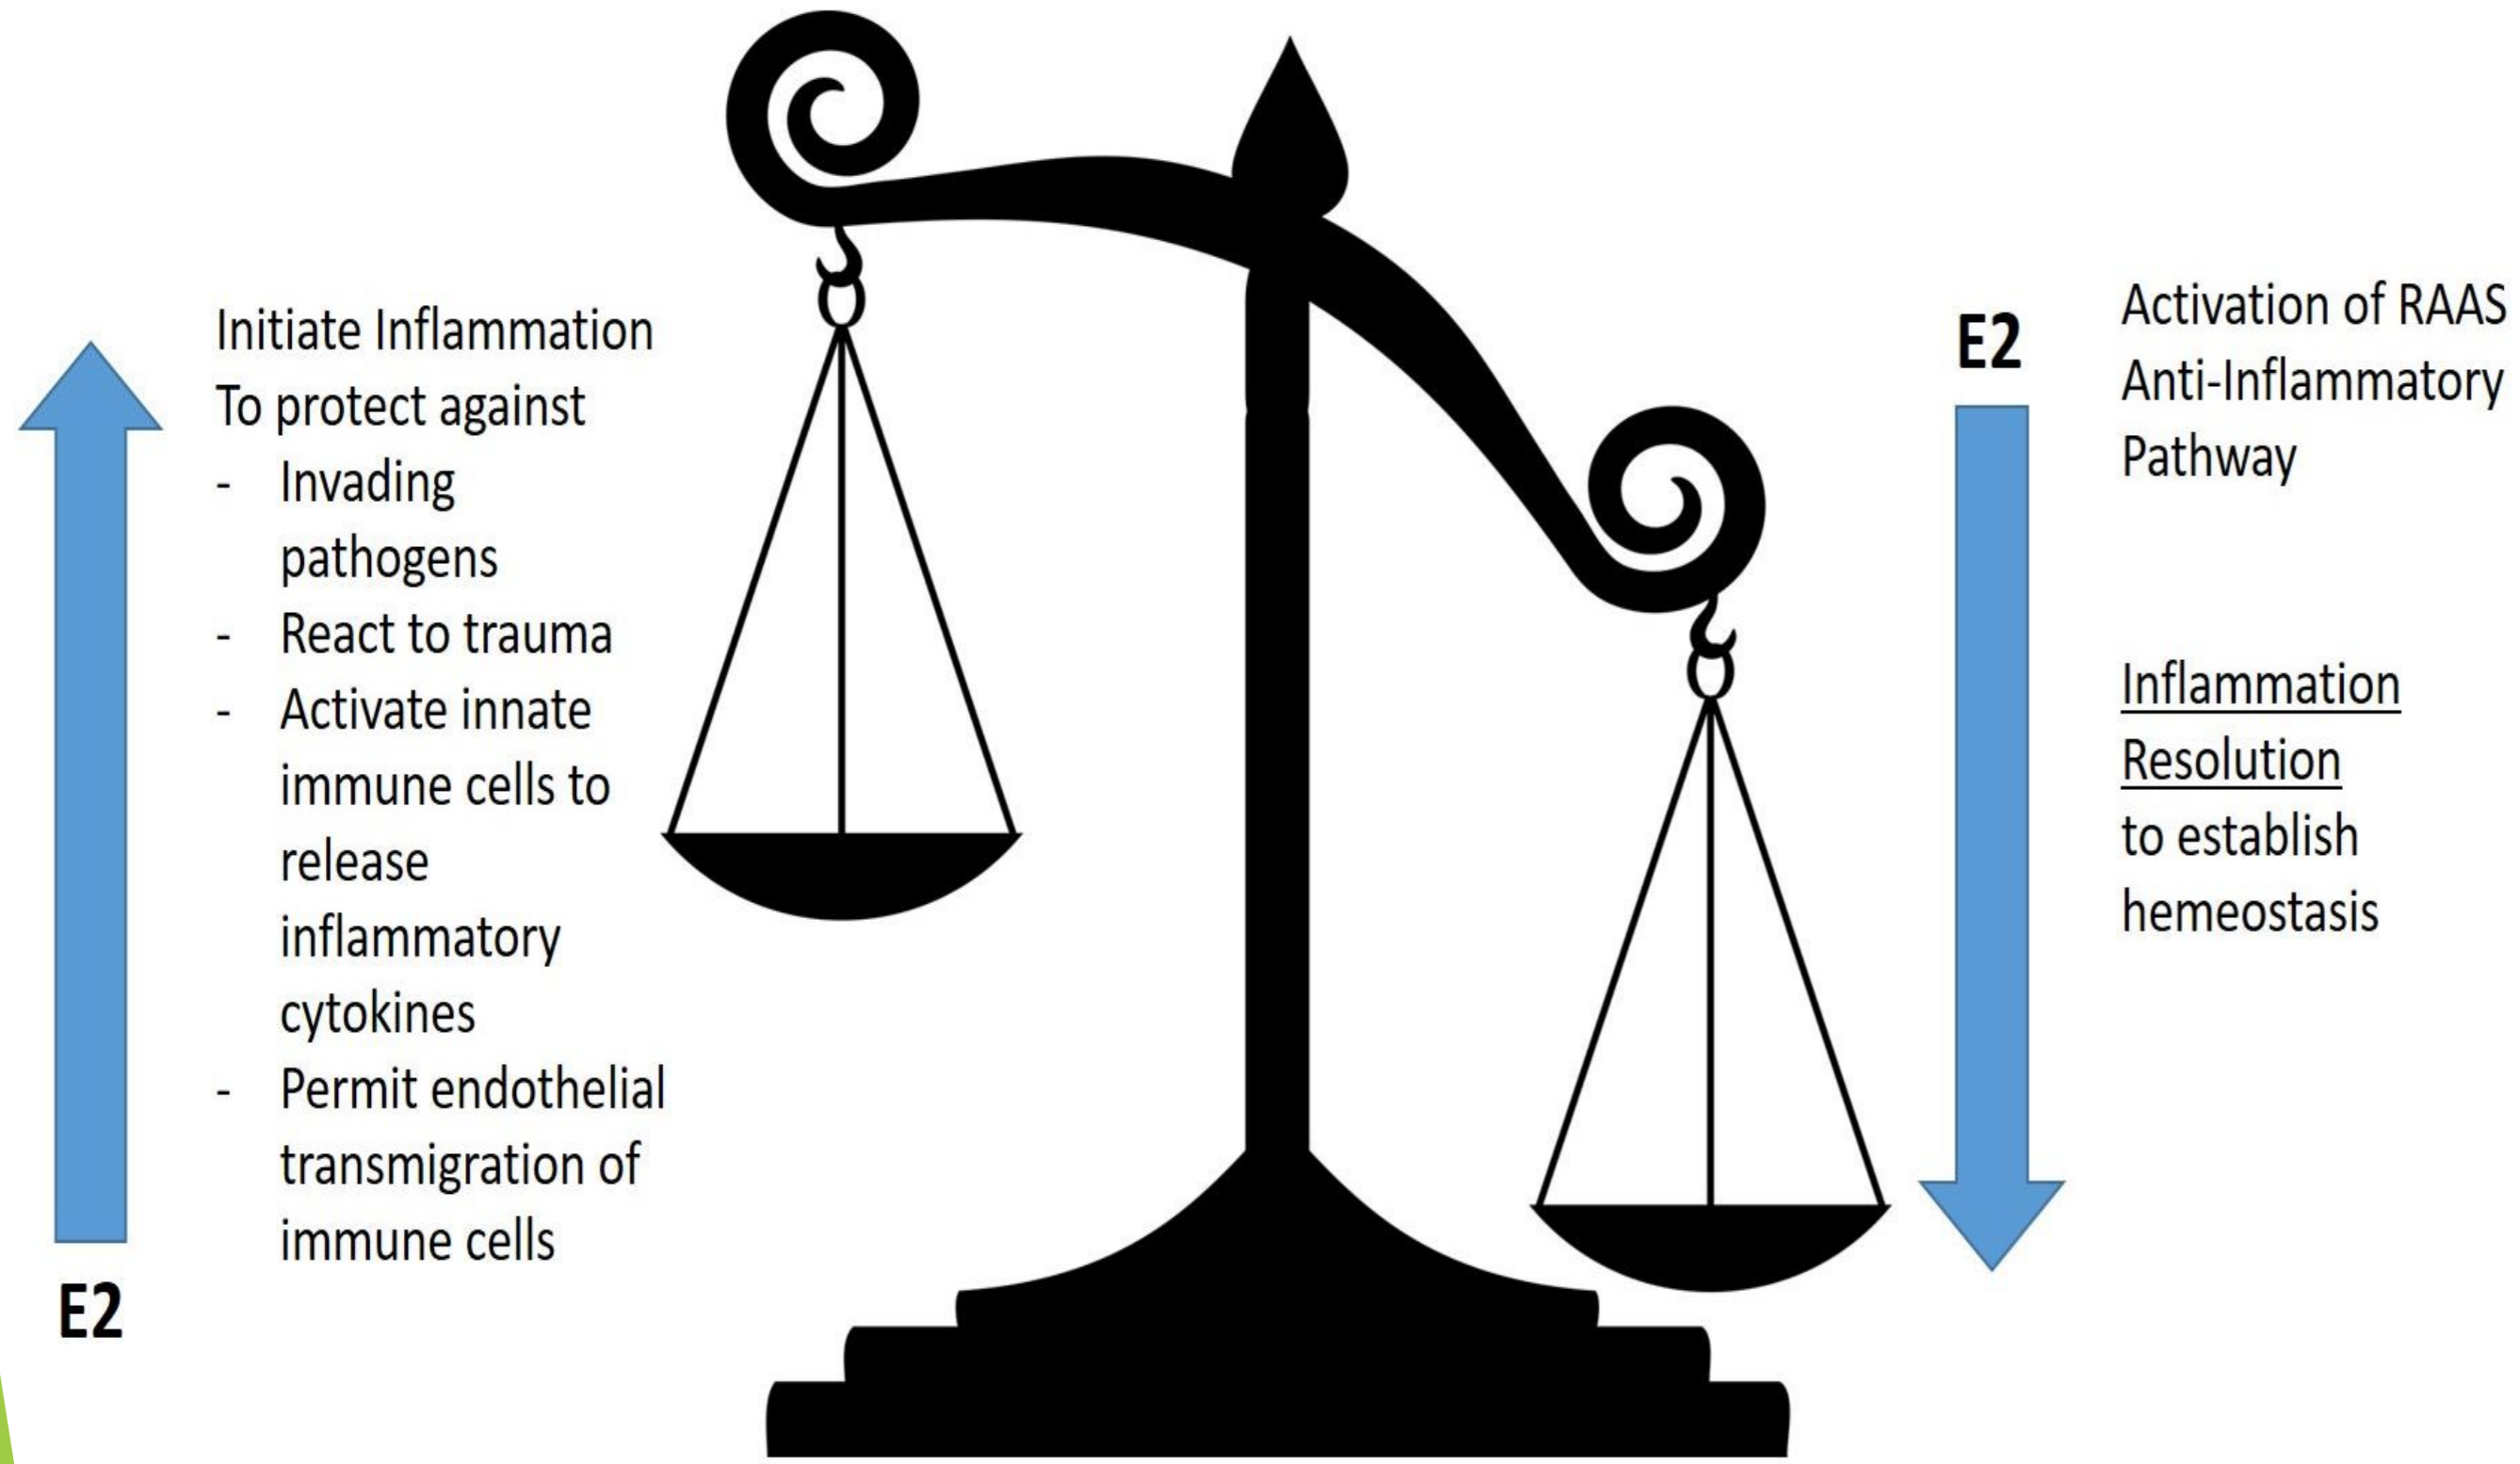 Initiate Inflammation
To protect against
- Invading
pathogens
- React to trauma
- Activate innate
immune cells to
release
inflammatory
cytokines
- Permit endothelial
transmigration of
immune cells
E2
E2
Activation of RAAS
Anti-Inflammatory
Pathway
Inflammation
Resolution
to establish
hemeostasis